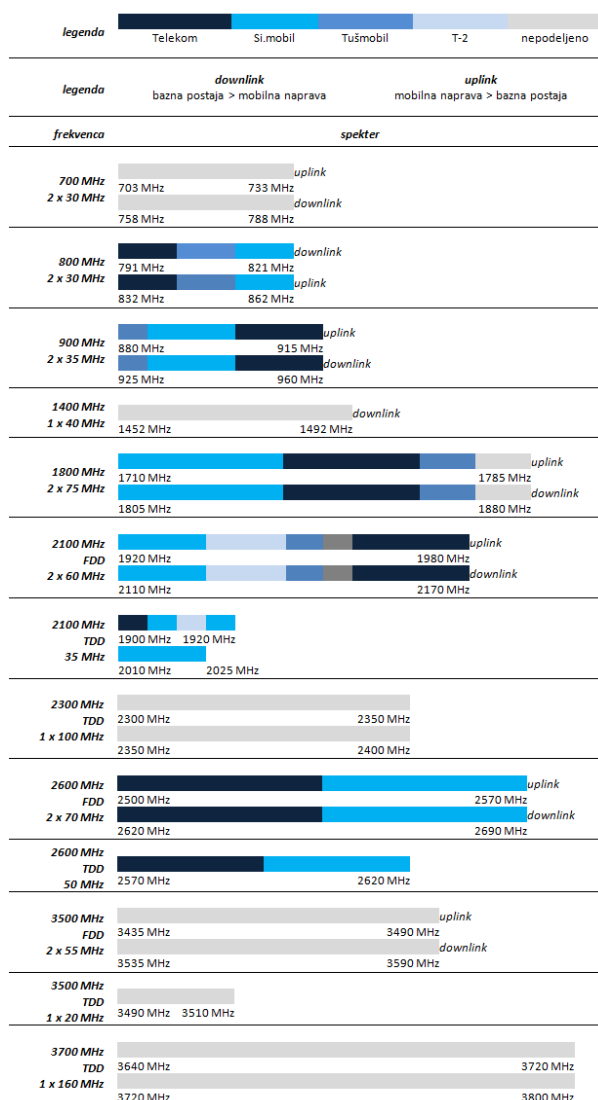 legenda
Telekom Si.mobil Tušmobil T-2 nepodeljeno
legenda
downlink uplink
bazna postaja > mobilna naprava mobilna naprava > bazna postaja
frekvenca spekter
700 MHz
2 x 30 MHz
uplink
703 MHz 733 MHz
downlink
758 MHz 788 MHz
800 MHz
2 x 30 MHz
downlink
791 MHz 821 MHz
uplink
832 MHz 862 MHz
900 MHz
2 x 35 MHz
uplink
880 MHz 915 MHz
downlink
925 MHz 960 MHz
1400 MHz
1 x 40 MHz
downlink
1452 MHz 1492 MHz
1800 MHz
2 x 75 MHz
uplink
1710 MHz 1785 MHz
downlink
1805 MHz 1880 MHz
2100 MHz
FDD
2 x 60 MHz
uplink
1920 MHz 1980 MHz
downlink
2110 MHz 2170 MHz
2100 MHz
TDD
35 MHz
1900 MHz 1920 MHz
2010 MHz 2025 MHz
2300 MHz
TDD
1 x 100 MHz
2300 MHz 2350 MHz
2350 MHz 2400 MHz
2600 MHz
FDD
2 x 70 MHz
uplink
2500 MHz 2570 MHz
downlink
2620 MHz 2690 MHz
2600 MHz
TDD
50 MHz
2570 MHz 2620 MHz
3500 MHz
FDD
2 x 55 MHz
uplink
3435 MHz 3490 MHz
downlink
3535 MHz 3590 MHz
3500 MHz
TDD
1 x 20 MHz
3490 MHz 3510 MHz
3700 MHz
TDD
1 x 160 MHz
3640 MHz 3720 MHz
3720 MHz 3800 MHz